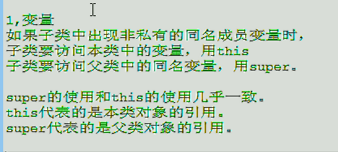 1,变量
如果子类中出现非私有的同名成员变量时，
子类要访问本类中的变量，用this
子类要访问父类中的同名变量，用super。
super的使用和this的使用几乎一致。
this代表的是本类对象的引用。
super代表的是父类对象的引用。